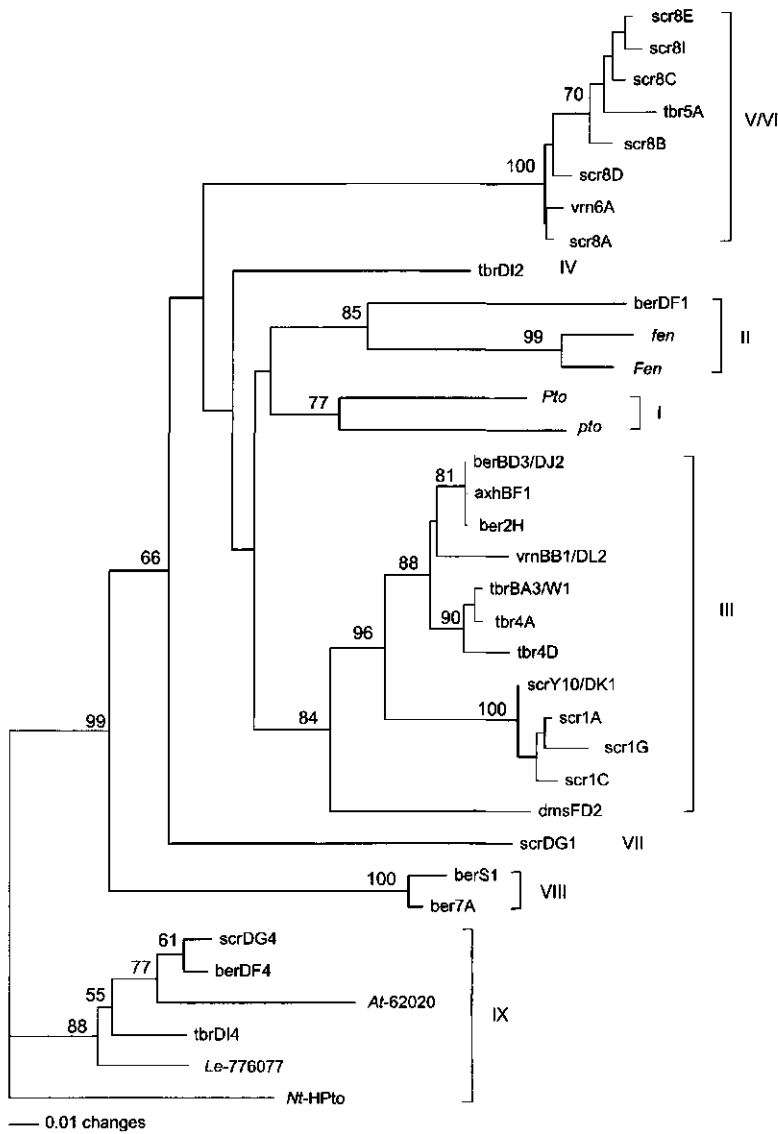 scr8E
scr8I
scr8C
70
tbr5A
V/VI
scr8B
100
scr8D
vrn6A
scr8A
tbrDI2 IV
berDF1
85
99 fen II
Fen
Pto
77 I
pto
berBD3/DJ2
81
axhBF1
ber2H
vrnBB1/DL2
66
88
tbrBA3/W1
III
90 tbr4A
96
tbr4D
scrY10/DK1
99 84 100 scr1A
scr1G
scr1C
dmsFD2
scrDG1 VII
100 berS1
VIII
ber7A
61 scrDG4
77 berDF4
55 At-62020 IX
88 tbrDI4
Le-776077
Nt-HPto
0.01 changes